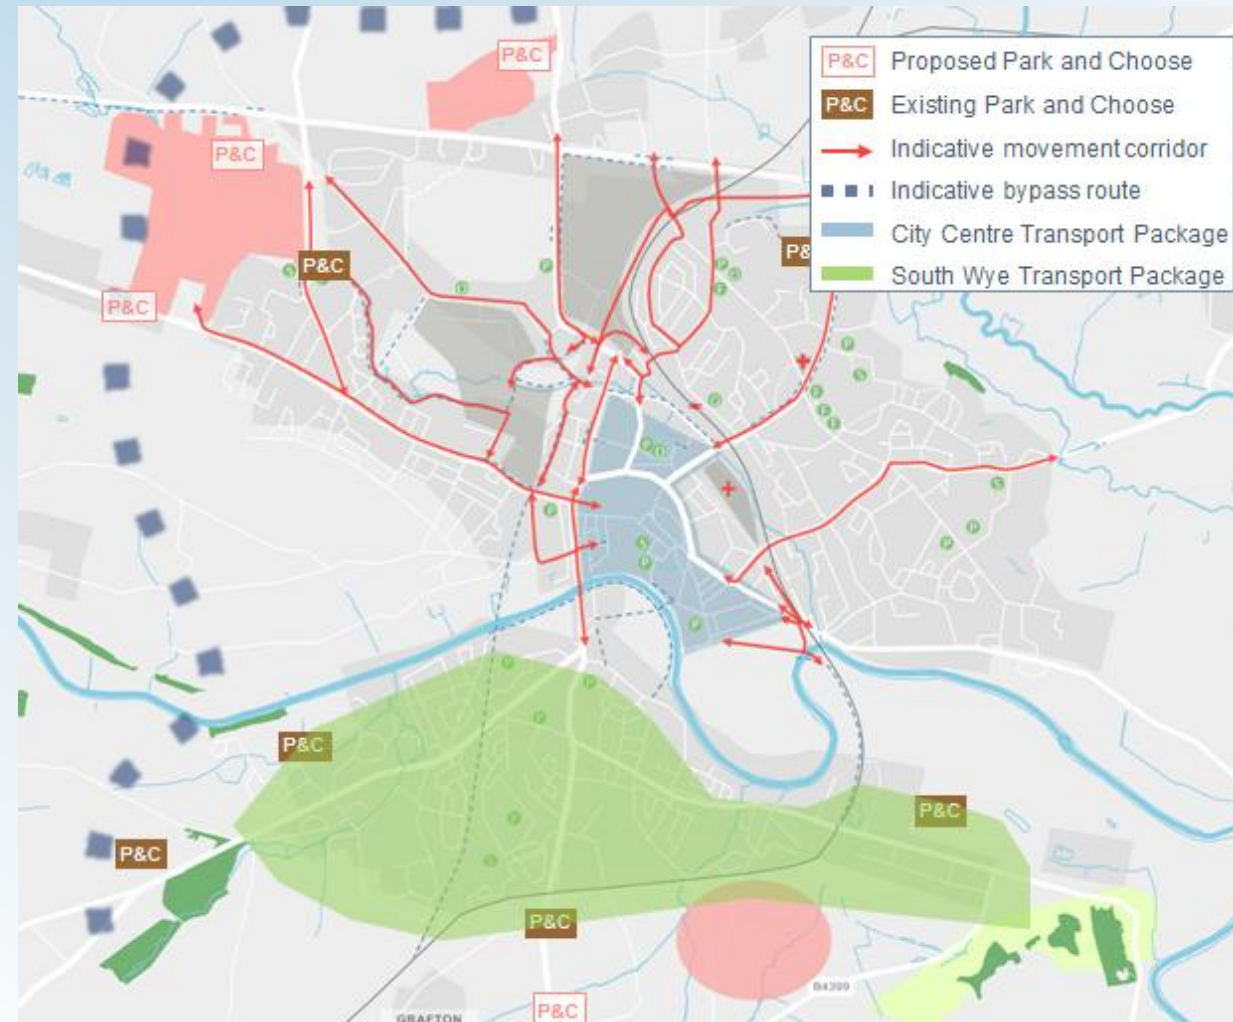 P&C
P&C Proposed Park and Choose
P&C Existing Park and Choose
Indicative movement corridor
Indicative bypass route
City Centre Transport Package
South Wye Transport Package
P&C
P&C
P&C
P&C
P&C
P&C
P&C
P&C
B4399
P&C
GRAFTON